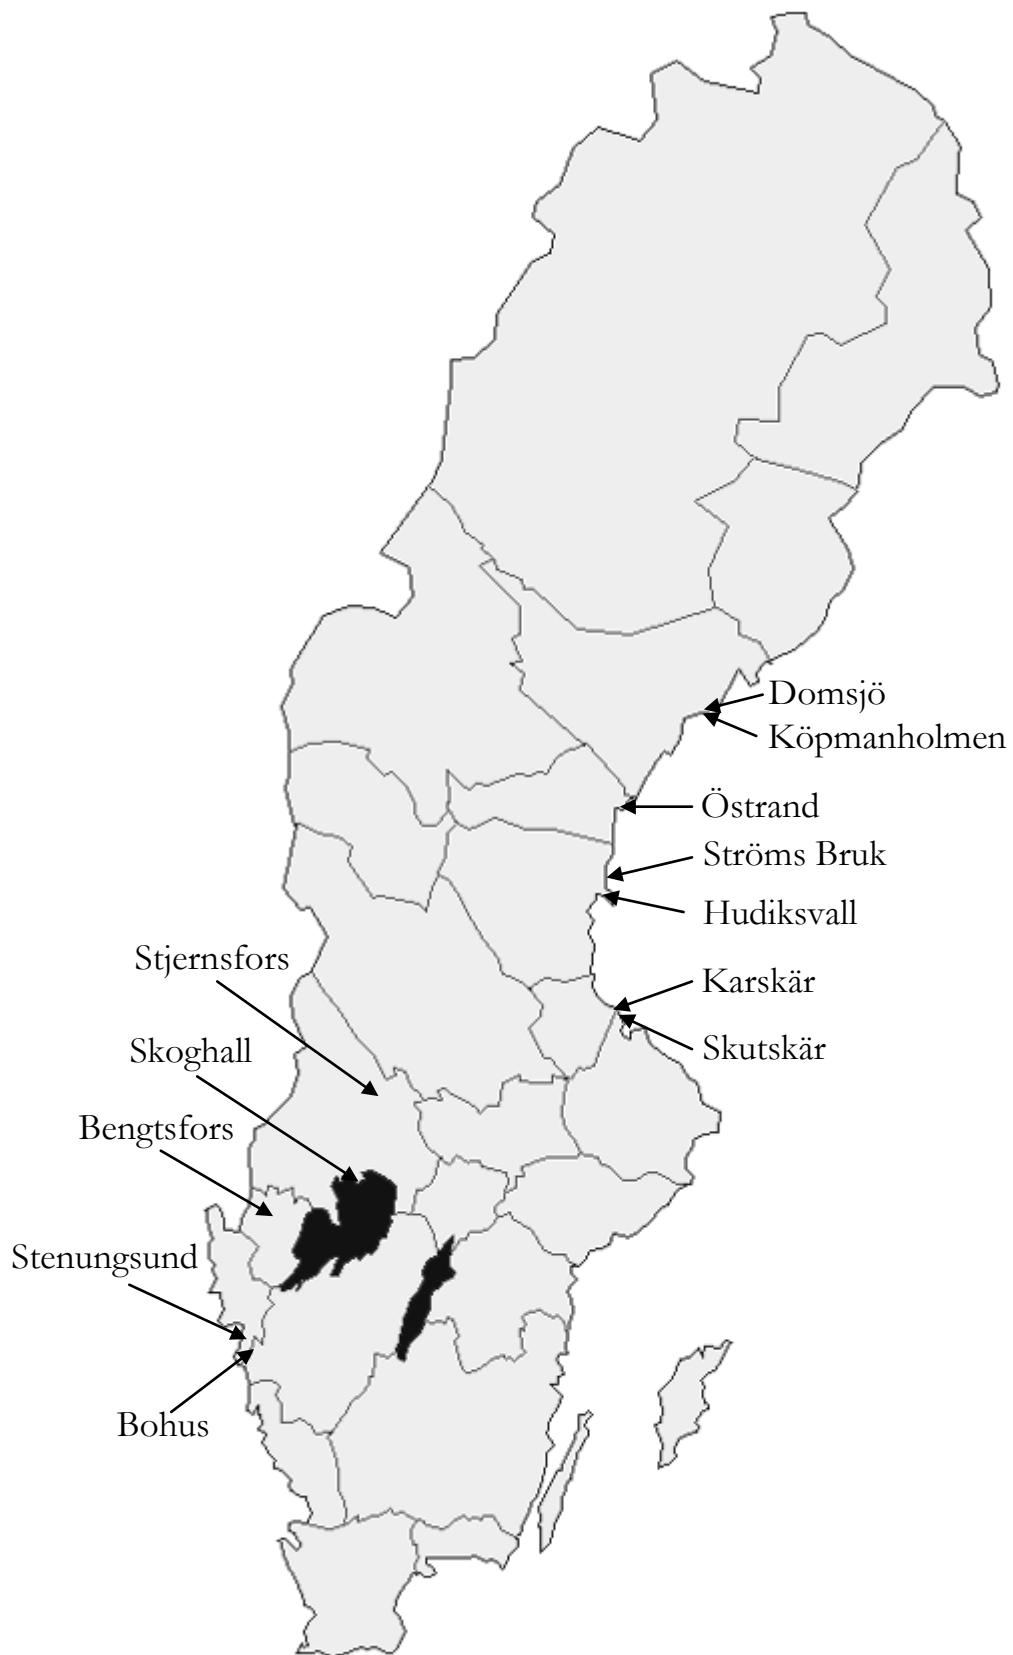 Domsjö
Köpmanholmen
Östrand
Ströms Bruk
Hudiksvall
Stjernsfors
Karskär
Skoghall
Skutskär
Bengtsfors
Stenungsund
Bohus